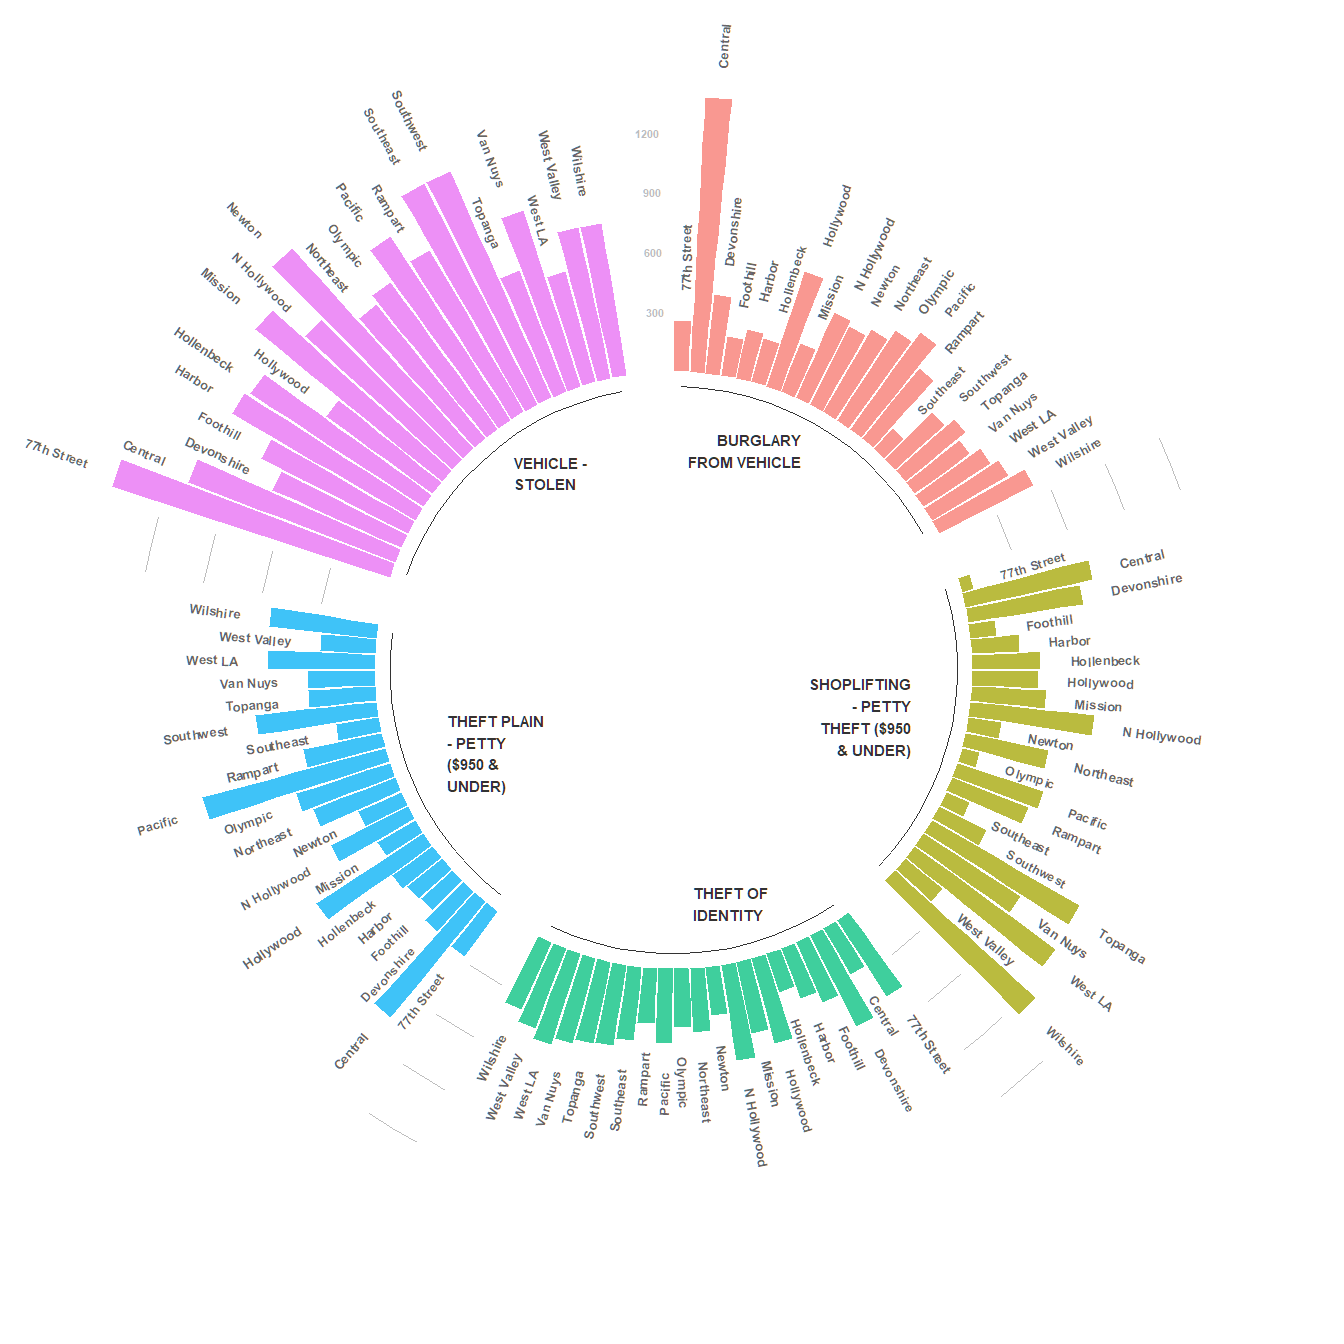 1200
900
600
300
BURGLARY
FROM VEHICLE
77th Street
Central
Devonshire
Foothill
Harbor
Hollenbeck
Hollywood
Mission
N Hollywood
Newton
Northeast
Olympic
Pacific
Rampart
Southeast
Southwest
Topanga
Van Nuys
West LA
West Valley
Wilshire
SHOPLIFTING
- PETTY
THEFT ($950
& UNDER)
77th Street
Central
Devonshire
Foothill
Harbor
Hollenbeck
Hollywood
Mission
N Hollywood
Newton
Northeast
Olympic
Pacific
Rampart
Southeast
Southwest
Topanga
Van Nuys
West LA
West Valley
Wilshire
THEFT OF
IDENTITY
77th Street
Central
Devonshire
Foothill
Harbor
Hollenbeck
Hollywood
Mission
N Hollywood
Newton
Northeast
Olympic
Pacific
Rampart
Southeast
Southwest
Topanga
Van Nuys
West LA
West Valley
Wilshire
THEFT PLAIN
- PETTY
($950 &
UNDER)
77th Street
Central
Devonshire
Foothill
Harbor
Hollenbeck
Hollywood
Mission
N Hollywood
Newton
Northeast
Olympic
Pacific
Rampart
Southeast
Southwest
Topanga
Van Nuys
West LA
West Valley
Wilshire
VEHICLE -
STOLEN
77th Street
Central
Devonshire
Foothill
Harbor
Hollenbeck
Hollywood
Mission
N Hollywood
Newton
Northeast
Olympic
Pacific
Rampart
Southeast
Southwest
Topanga
Van Nuys
West LA
West Valley
Wilshire